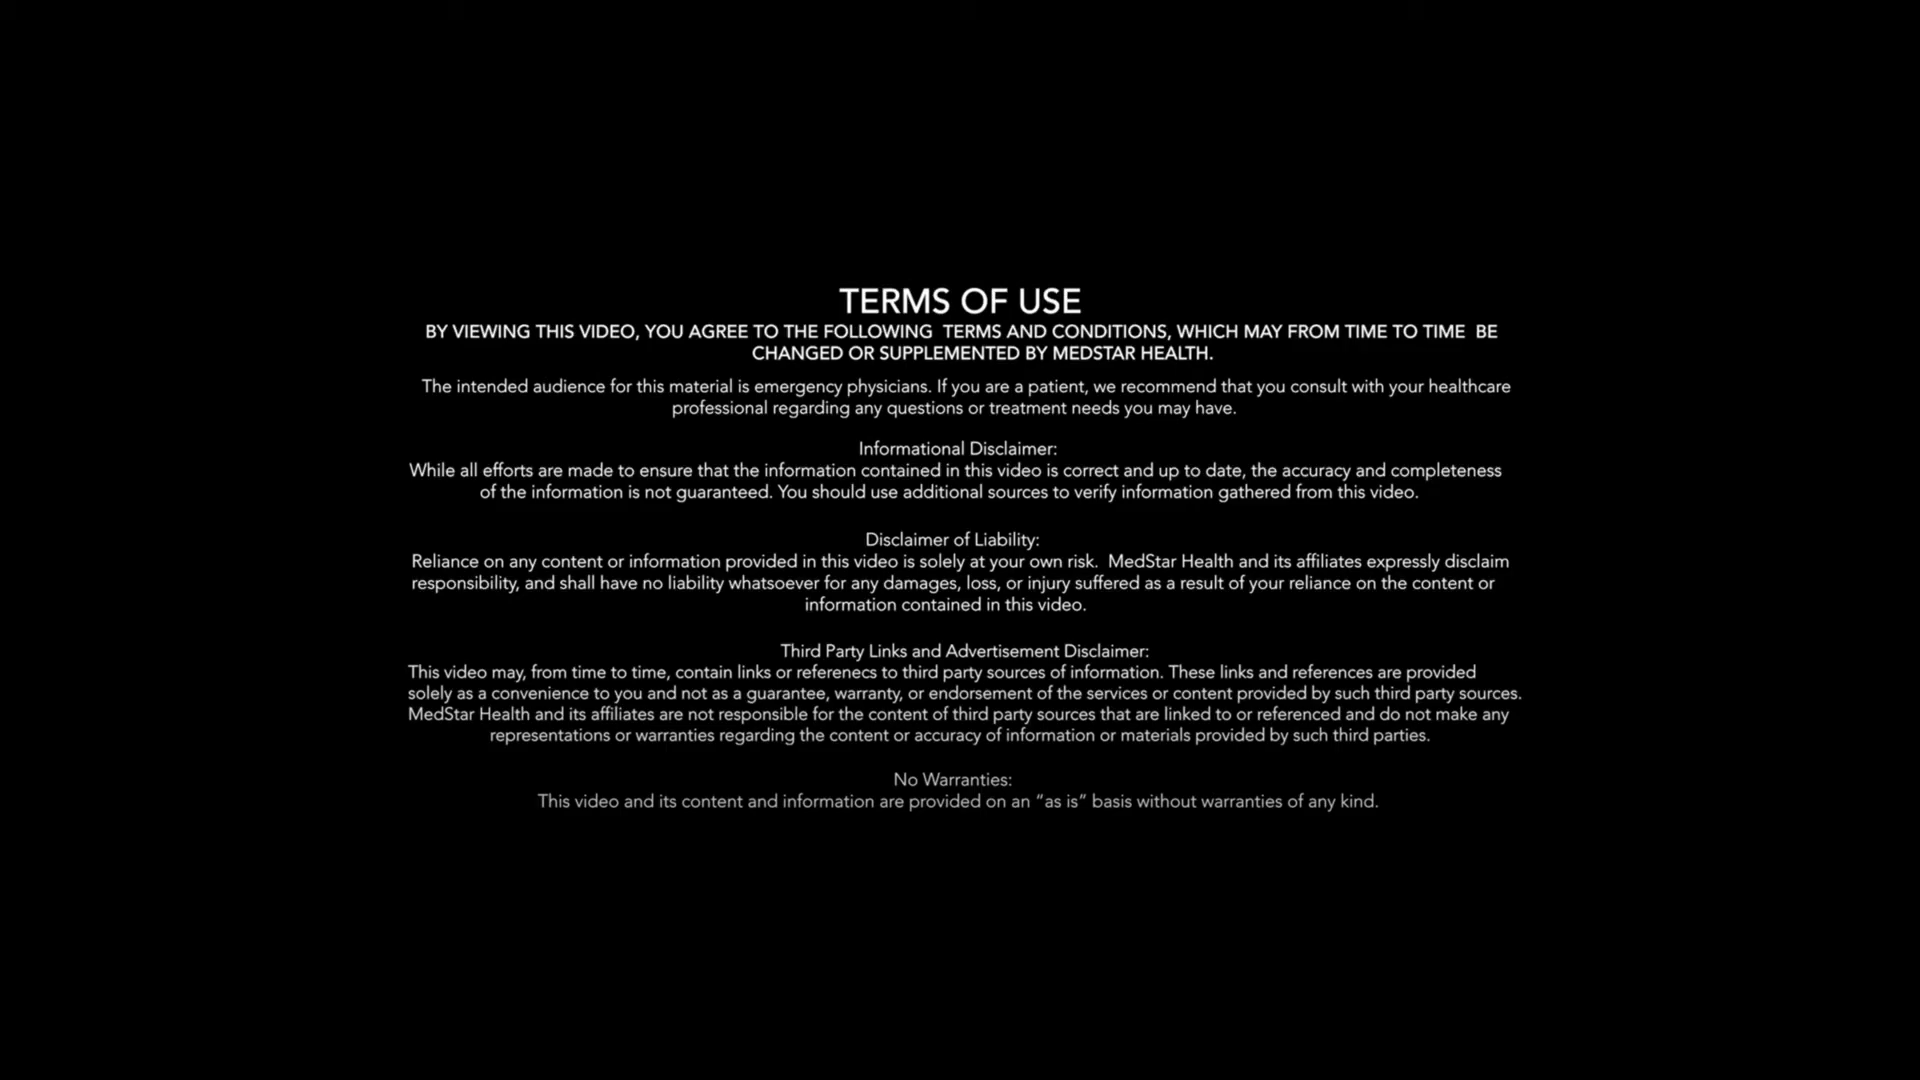 TERMS OF USE
BY VIEWING THIS VIDEO, YOU AGREE TO THE FOLLOWING TERMS AND CONDITIONS, WHICH MAY FROM TIME TO TIME BE
CHANGED OR SUPPLEMENTED BY MEDSTAR HEALTH.
The intended audience for this material is emergency physicians. If you are a patient, we recommend that you consult with your healthcare
professional regarding any questions or treatment needs you may have.
Informational Disclaimer:
While all efforts are made to ensure that the information contained in this video is correct and up to date, the accuracy and completeness
of the information is not guaranteed. You should use additional sources to verify information gathered from this video.
Disclaimer of Liability:
Reliance on any content or information provided in this video is solely at your own risk. MedStar Health and its affiliates expressly disclaim
responsibility, and shall have no liability whatsoever for any damages, loss, or injury suffered as a result of your reliance on the content or
information contained in this video.
Third Party Links and Advertisement Disclaimer:
This video may, from time to time, contain links or referenecs to third party sources of information. These links and references are provided
solely as a convenience to you and not as a guarantee, warranty, or endorsement of the services or content provided by such third party sources.
MedStar Health and its affiliates are not responsible for the content of third party sources that are linked to or referenced and do not make any
representations or warranties regarding the content or accuracy of information or materials provided by such third parties.
No Warranties:
This video and its content and information are provided on an “as is” basis without warranties of any kind.